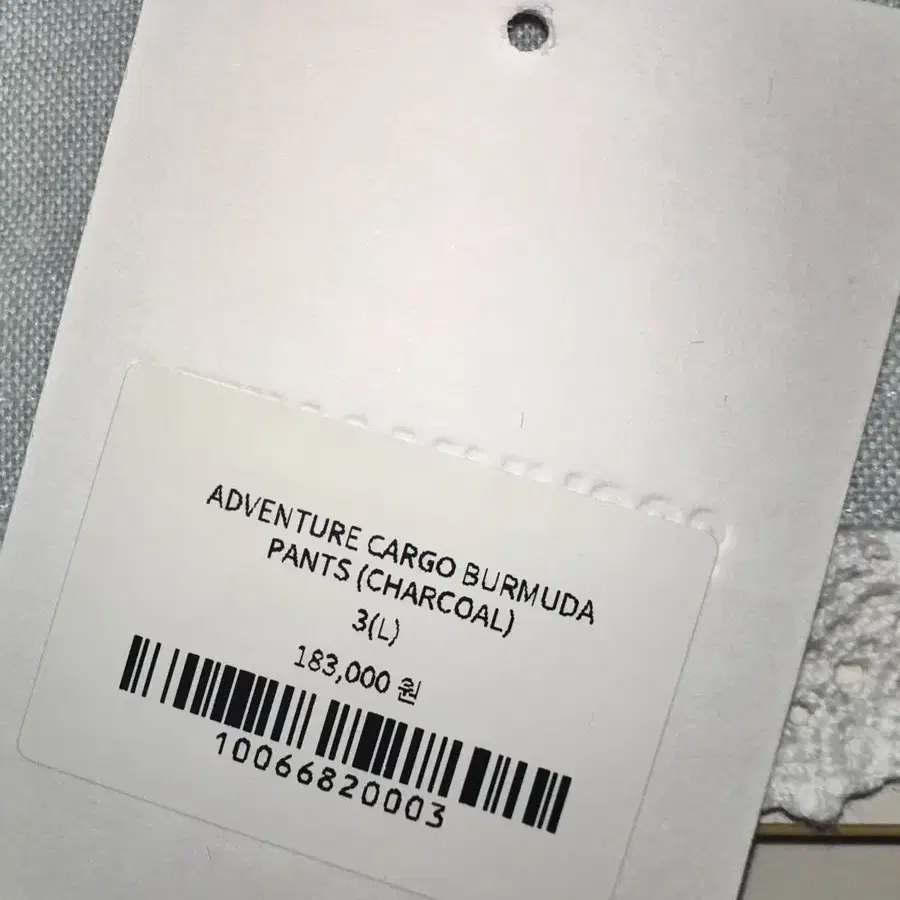 ADVENTURE CARGO BURMUDA
PANTS (CHARCOAL)
3(L)
183,000 원
10066820003